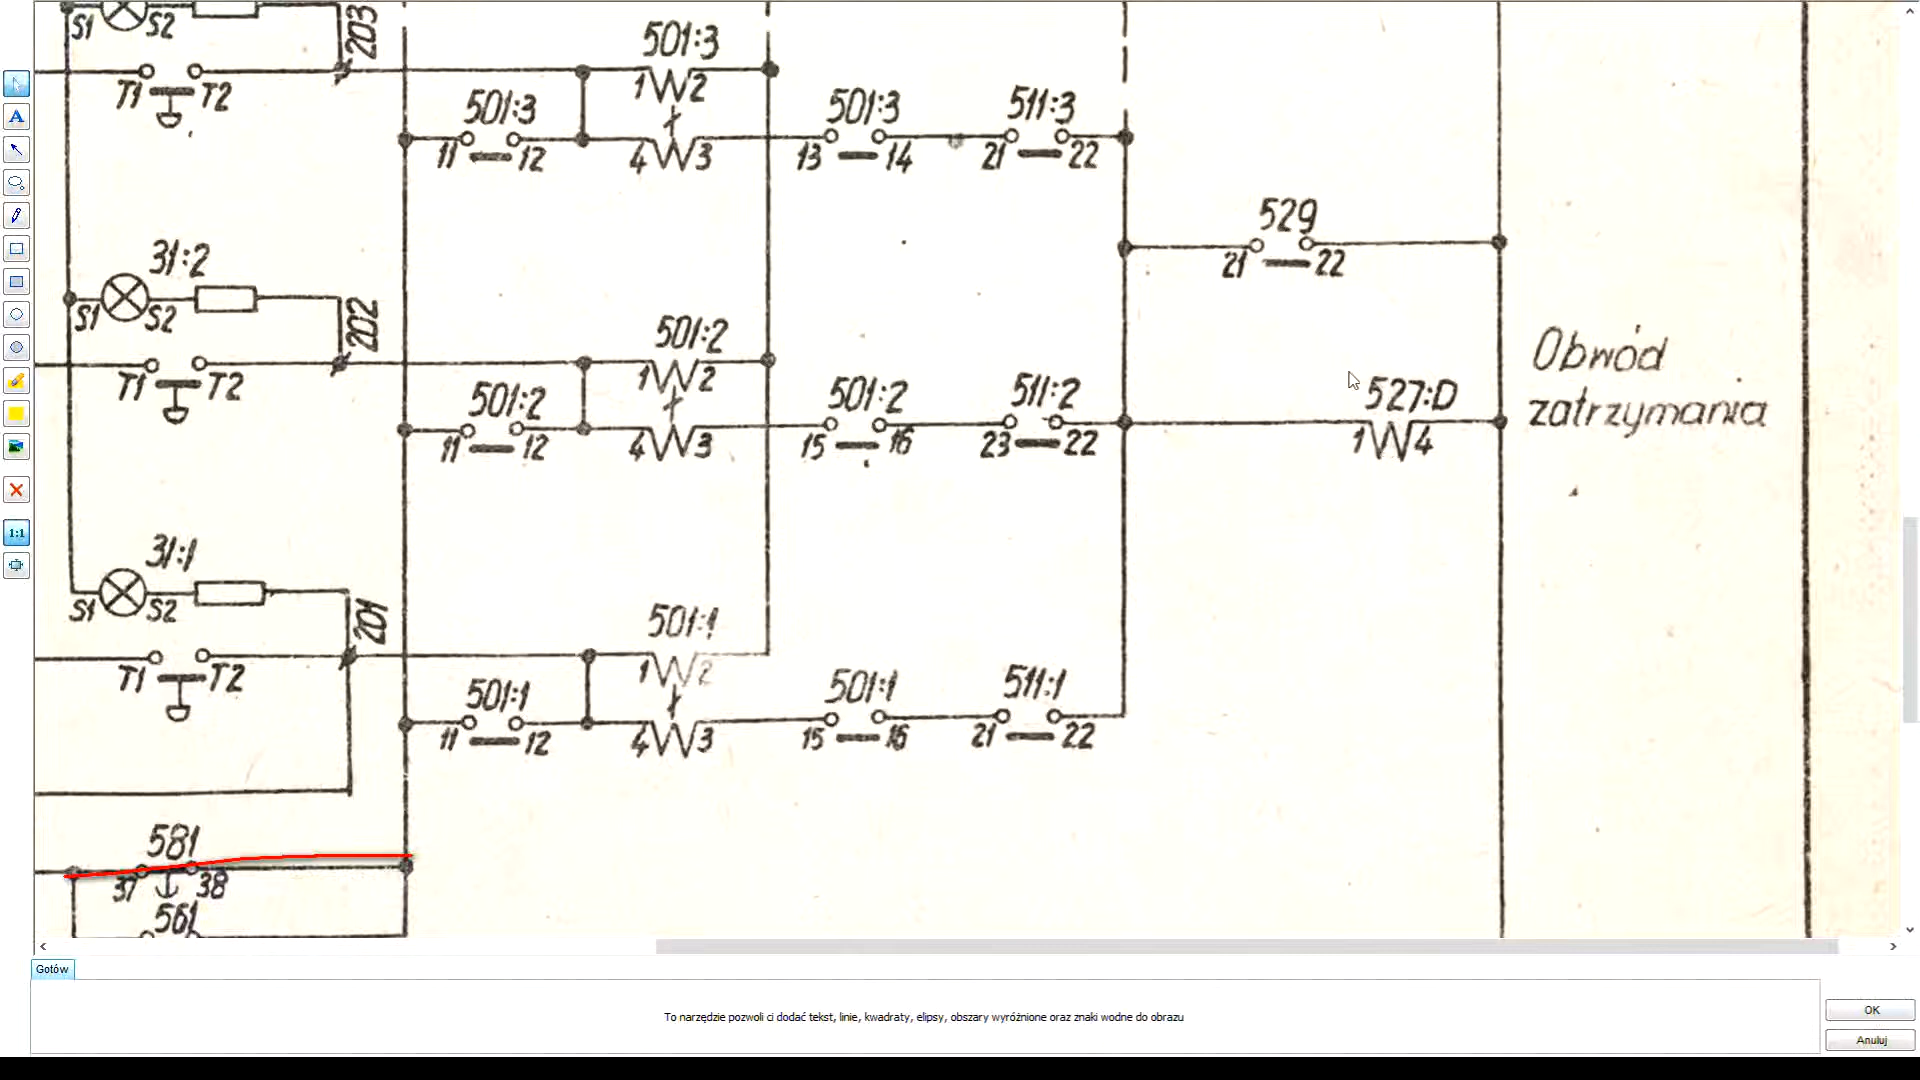 S1 S2
203
501:3
T1 T2
1 2
501:3
501:3
511:3
11 12
4 3
13 14
21 22
529
21 22
31:2
S1 S2
202
501:2
T1 T2
1 2
501:2
501:2
511:2
527:D
11 12
4 3
15 16
23 22
1 4
Obwód
zatrzymania
31:1
S1 S2
201
501:1
T1 T2
1 2
501:1
501:1
511:1
11 12
4 3
15 16
21 22
581
37 38
561
A
1:1
Gotów
To narzędzie pozwoli ci dodać tekst, linie, kwadraty, elipsy, obszary wyróżnione oraz znaki wodne do obrazu
OK
Anuluj